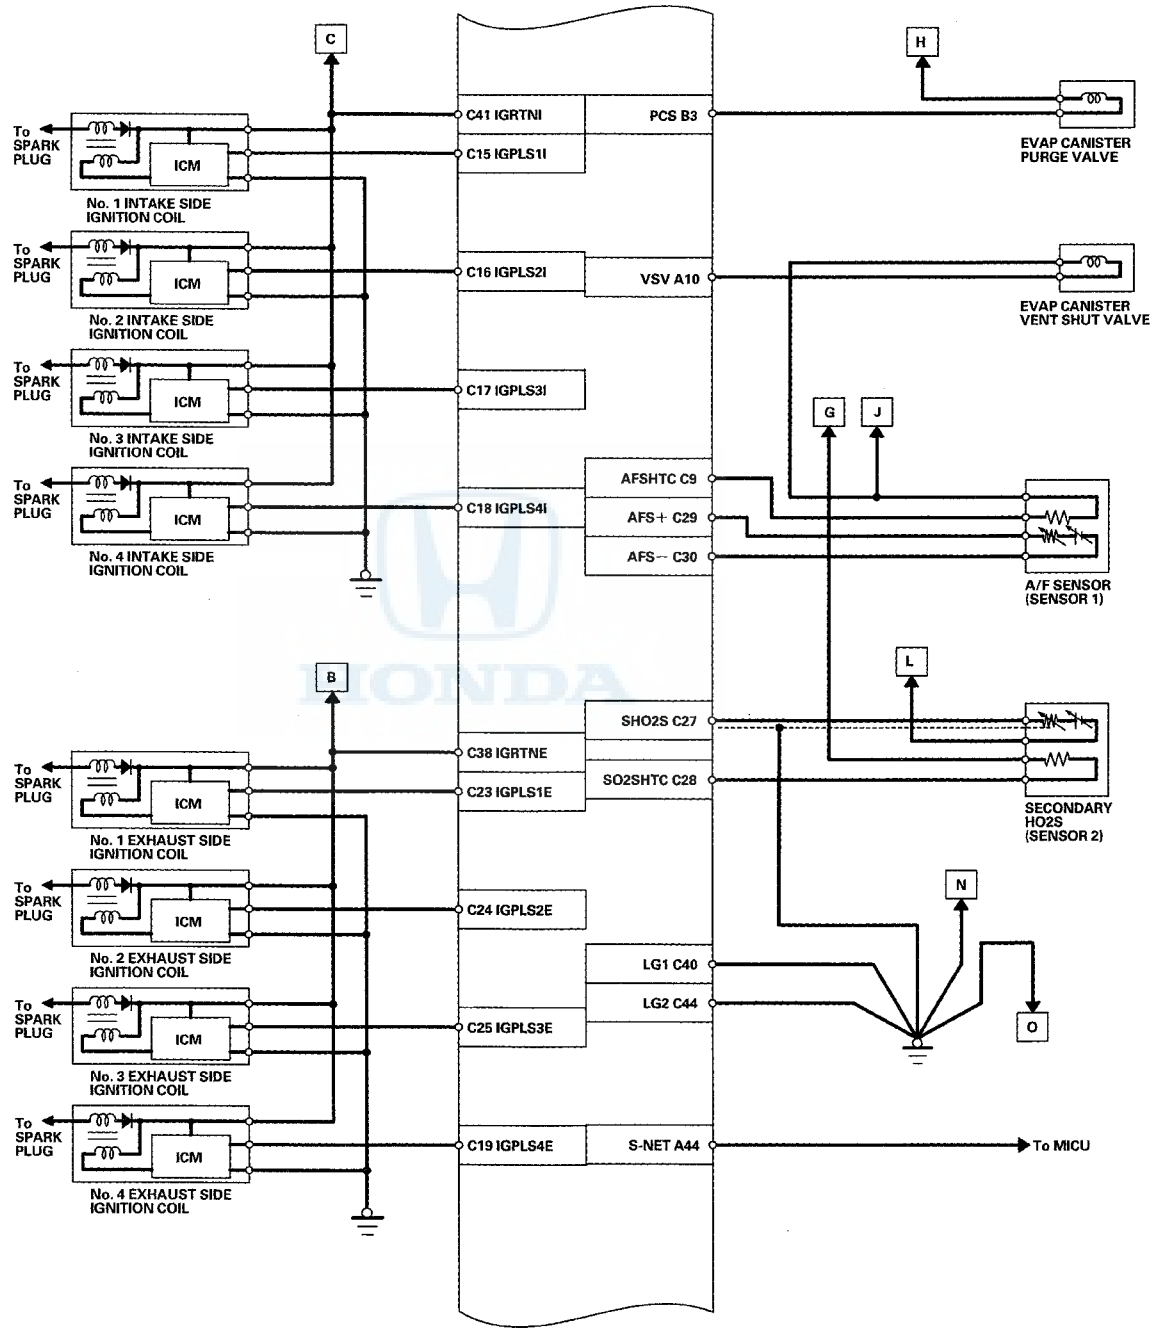 C
H
C41 IGRTNI
PCS B3
To
SPARK
PLUG
ICM
C15 IGPLS1I
EVAP CANISTER
PURGE VALVE
No. 1 INTAKE SIDE
IGNITION COIL
To
SPARK
PLUG
ICM
C16 IGPLS2I
VSV A10
EVAP CANISTER
VENT SHUT VALVE
No. 2 INTAKE SIDE
IGNITION COIL
To
SPARK
PLUG
ICM
C17 IGPLS3I
G
J
No. 3 INTAKE SIDE
IGNITION COIL
To
SPARK
PLUG
ICM
C18 IGPLS4I
AFSHTC C9
AFS+ C29
AFS− C30
No. 4 INTAKE SIDE
IGNITION COIL
A/F SENSOR
(SENSOR 1)
HONDA
B
L
SHO2S C27
C38 IGRTNE
To
SPARK
PLUG
ICM
C23 IGPLS1E
SO2SHTC C28
SECONDARY
HO2S
(SENSOR 2)
No. 1 EXHAUST SIDE
IGNITION COIL
To
SPARK
PLUG
ICM
C24 IGPLS2E
N
No. 2 EXHAUST SIDE
IGNITION COIL
LG1 C40
LG2 C44
O
To
SPARK
PLUG
ICM
C25 IGPLS3E
No. 3 EXHAUST SIDE
IGNITION COIL
To
SPARK
PLUG
ICM
C19 IGPLS4E
S-NET A44
To MICU
No. 4 EXHAUST SIDE
IGNITION COIL